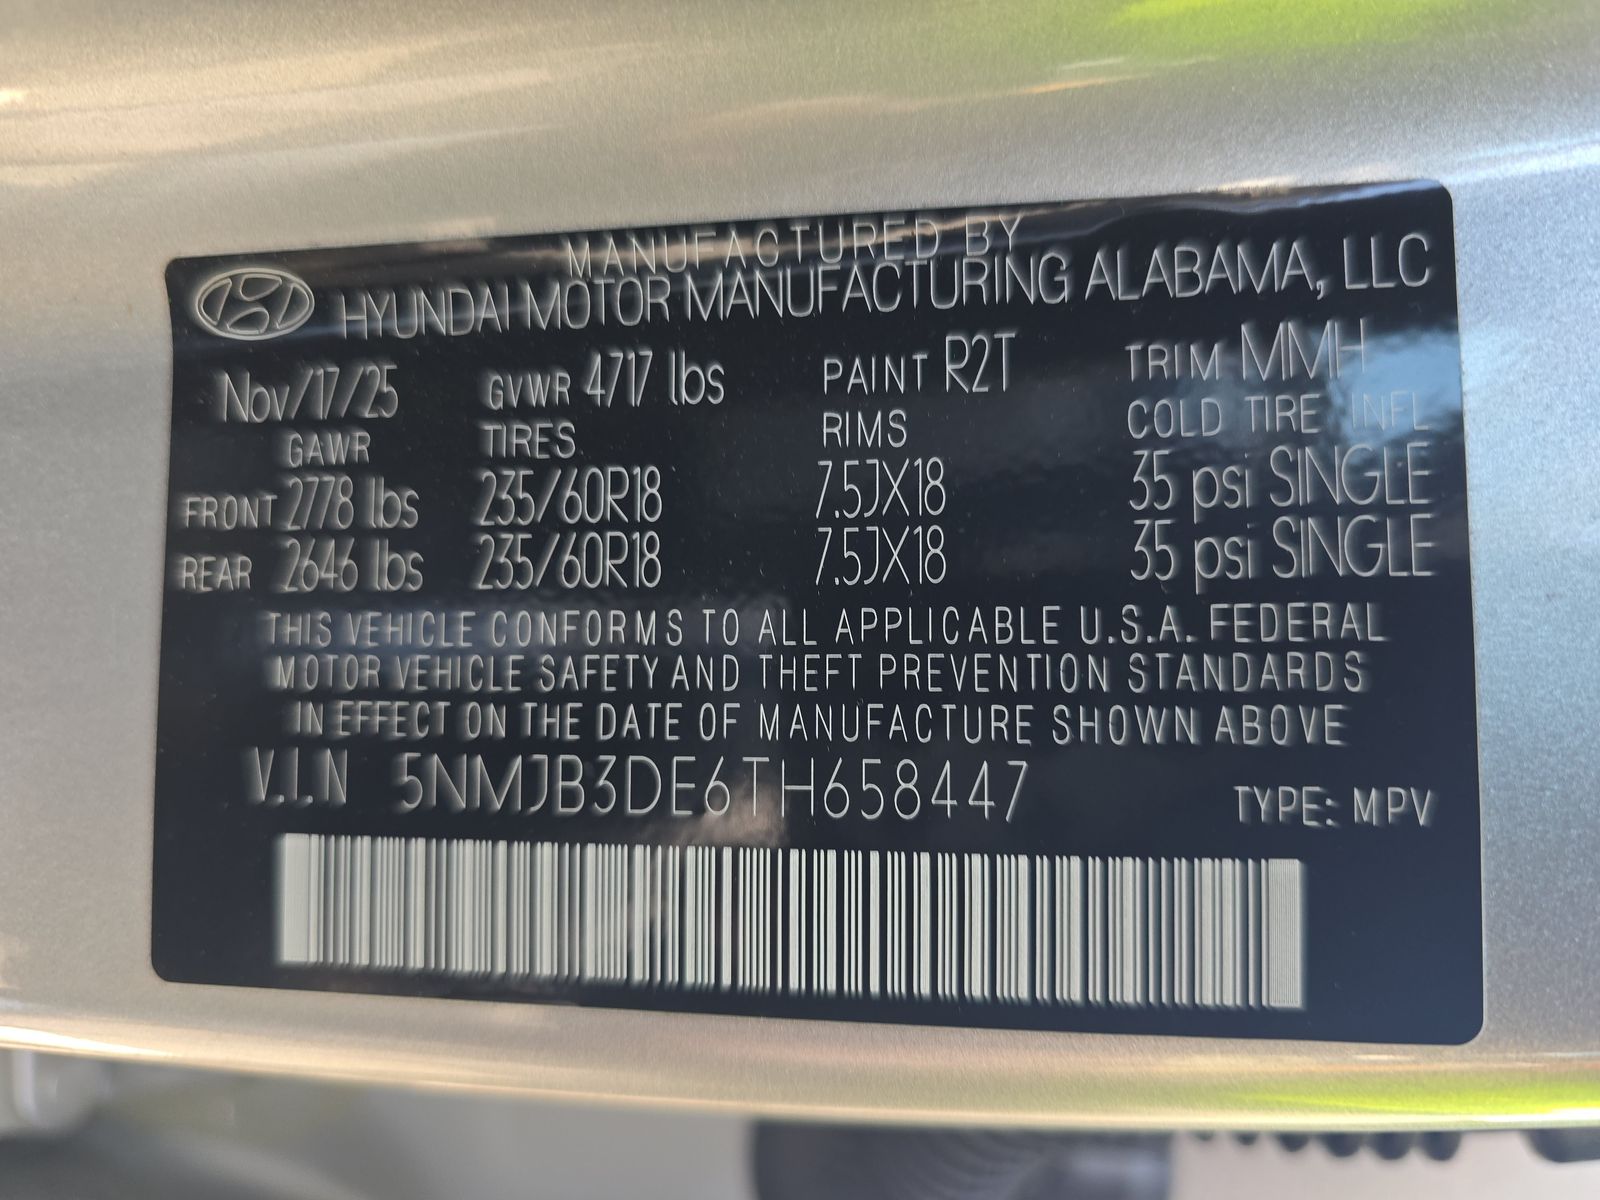 MANUFACTURED BY
HYUNDAI MOTOR MANUFACTURING ALABAMA, LLC
Nov/17/25 GVWR 4717 lbs PAINT R2T TRIM MMH
GAWR TIRES RIMS COLD TIRE INFL
FRONT 2778 lbs 235/60R18 7.5JX18 35 psi SINGLE
REAR 2646 lbs 235/60R18 7.5JX18 35 psi SINGLE
THIS VEHICLE CONFORMS TO ALL APPLICABLE U.S.A. FEDERAL
MOTOR VEHICLE SAFETY AND THEFT PREVENTION STANDARDS
IN EFFECT ON THE DATE OF MANUFACTURE SHOWN ABOVE
V.I.N 5NMJB3DE6TH658447 TYPE: MPV